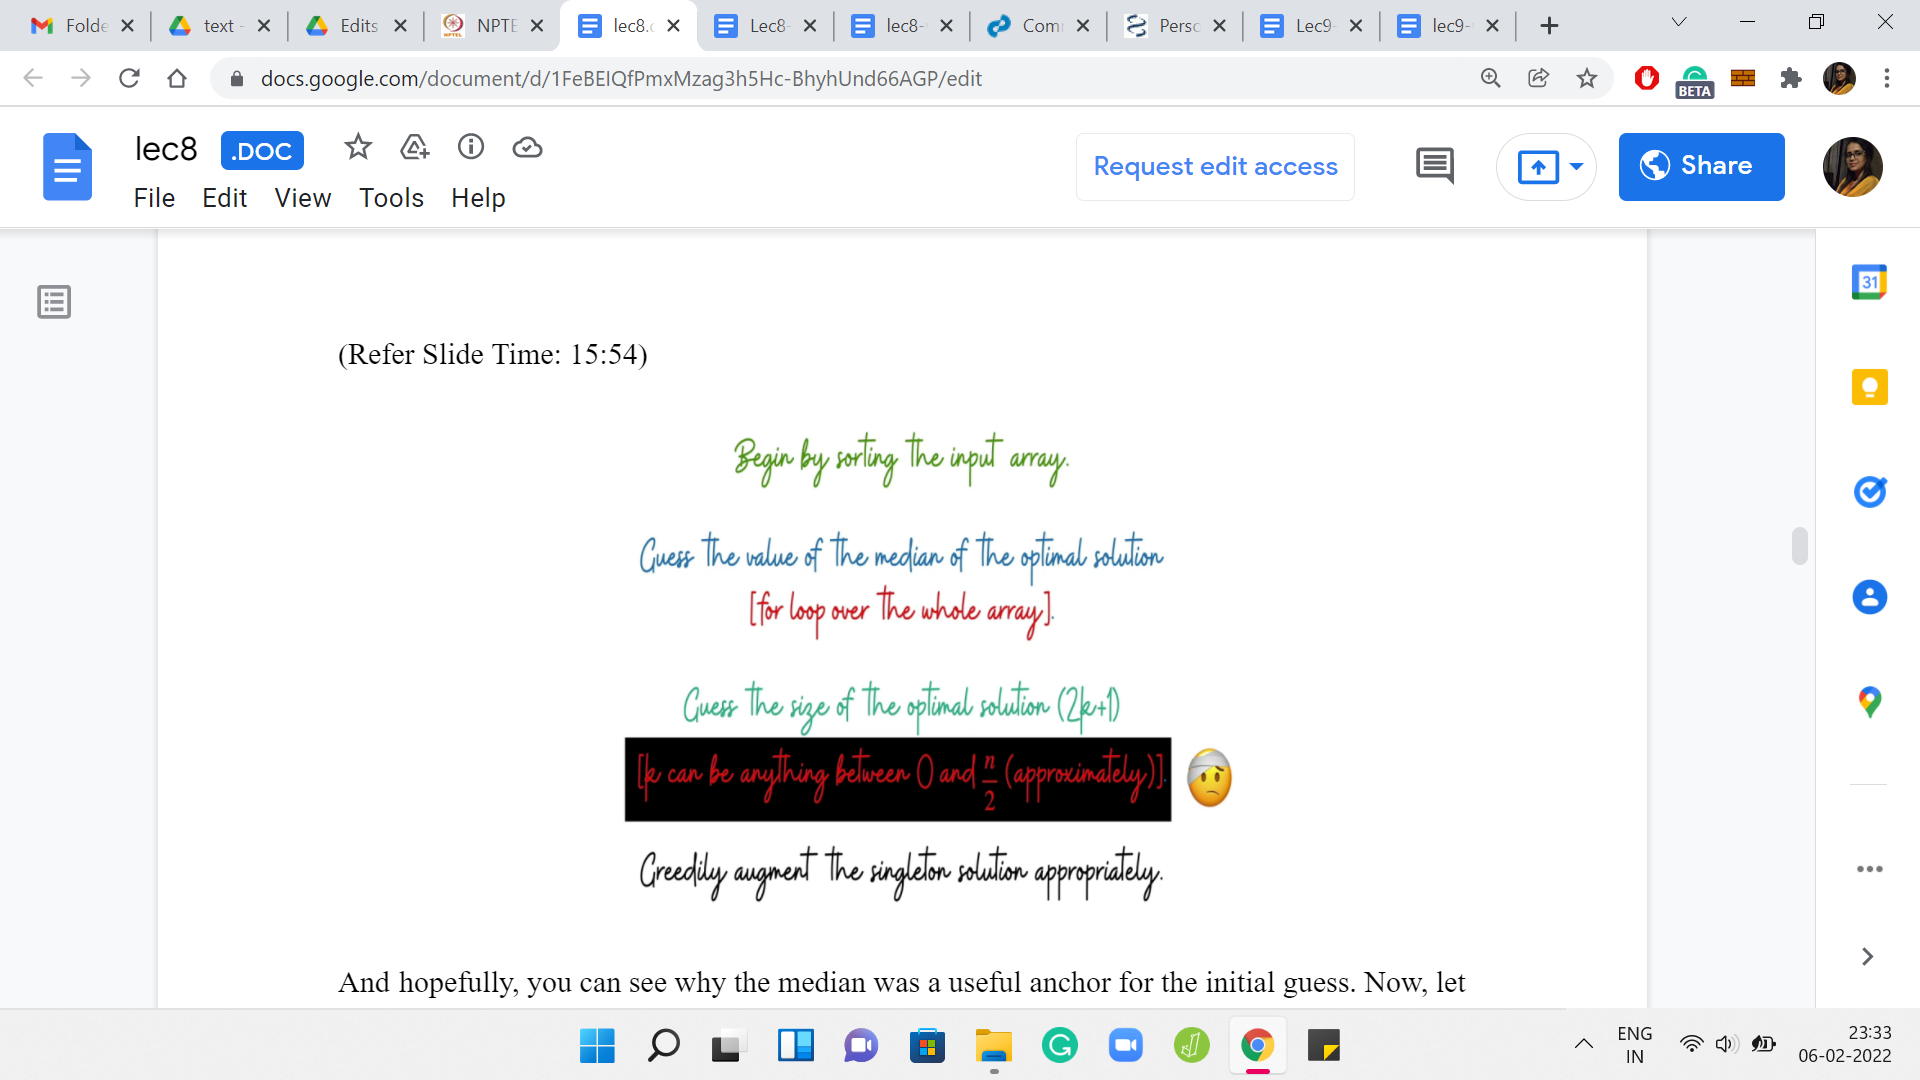 Folde
text -
Edits
NPTE
lec8.c
Lec8-
lec8-
Com
Perso
Lec9-
lec9-
docs.google.com/document/d/1FeBEIQfPmxMzag3h5Hc-BhyhUnd66AGP/edit
BETA
lec8 .DOC
Request edit access
Share
File Edit View Tools Help
31
(Refer Slide Time: 15:54)
Begin by sorting the input array.
Guess the value of the median of the optimal solution
[for loop over the whole array].
Guess the size of the optimal solution (2k+1)
[k can be anything between 0 and n/2 (approximately)].
Greedily augment the singleton solution appropriately.
And hopefully, you can see why the median was a useful anchor for the initial guess. Now, let
ENG
IN
23:33
06-02-2022